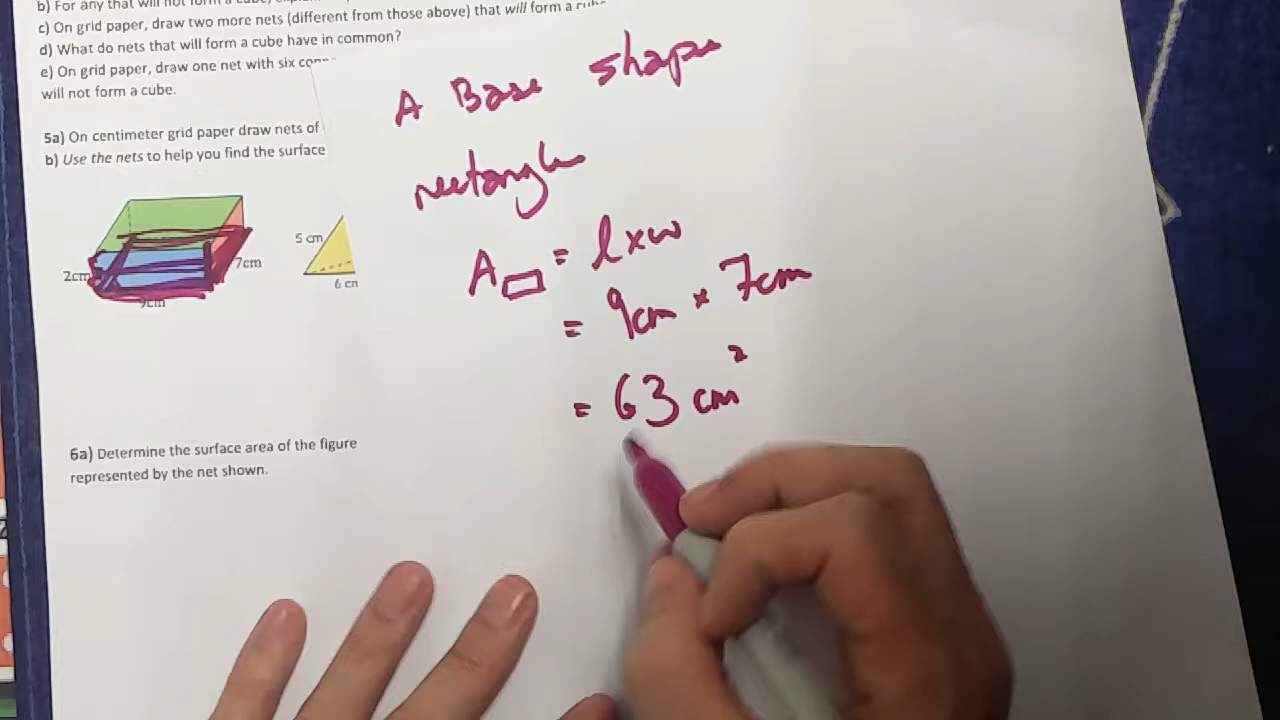 b) For any that will not form a cube,
c) On grid paper, draw two more nets (different from those above) that will form a cube
d) What do nets that will form a cube have in common?
e) On grid paper, draw one net with six
will not form a cube.
5a) On centimeter grid paper draw nets of
b) Use the nets to help you find the surface
2cm
7cm
9cm
5 cm
6 cm
6a) Determine the surface area of the figure
represented by the net shown.
A Base shape
rectangle
A▭ = l x w
= 9cm x 7cm
= 63 cm²